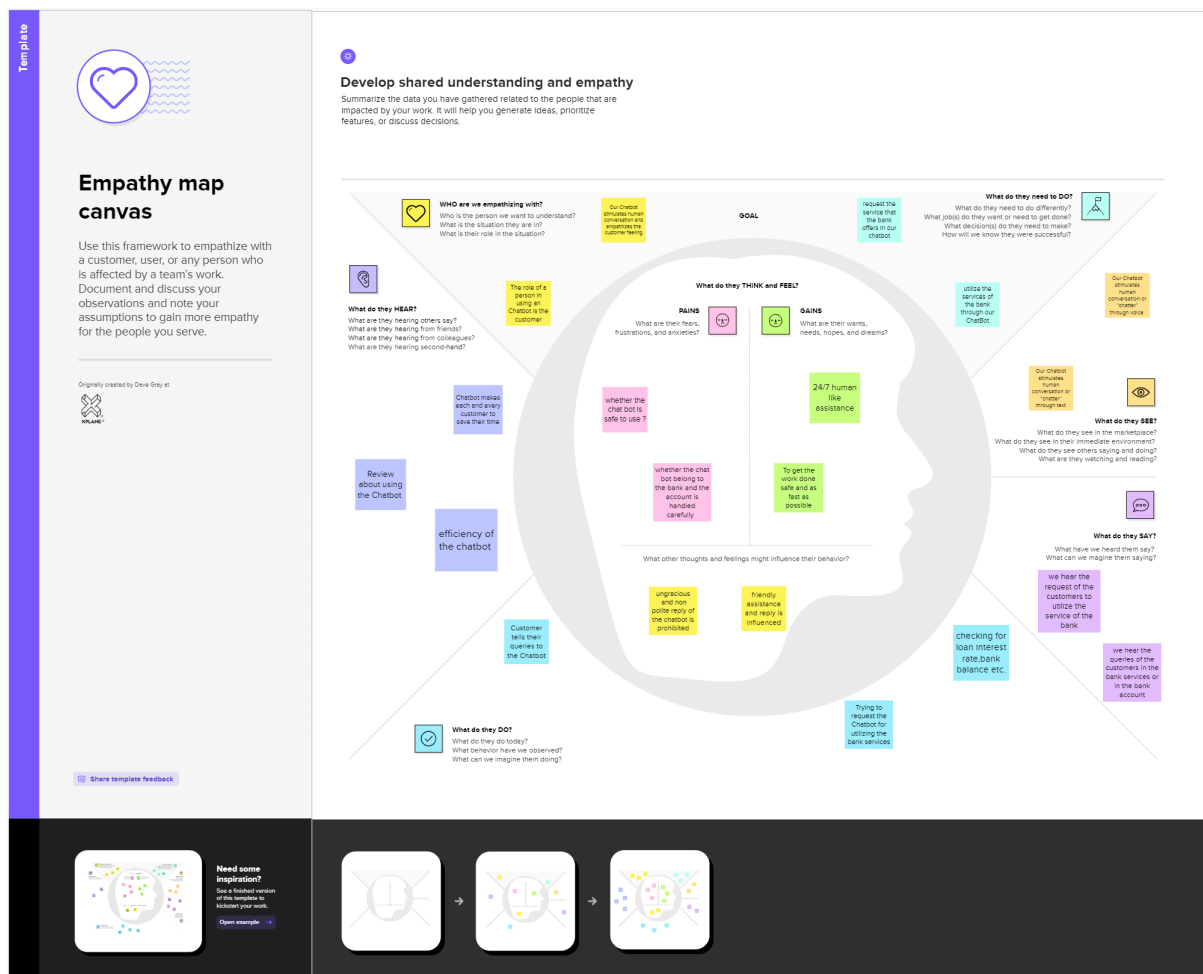 Template
Empathy map
canvas
Use this framework to empathize with
a customer, user, or any person who
is affected by a team's work.
Document and discuss your
observations and note your
assumptions to gain more empathy
for the people you serve.
Originally created by Dave Gray at
XPLANE
Share template feedback
Develop shared understanding and empathy
Summarize the data you have gathered related to the people that are
impacted by your work. It will help you generate ideas, prioritize
features, or discuss decisions.
WHO are we empathizing with?
Who is the person we want to understand?
What is the situation they are in?
What is their role in the situation?
Our Chatbot
stimulates human
conversation and
empathizes the
customer feeling
The role of a
person in
using an
Chatbot is the
customer
GOAL
request the
service that
the bank
offers in our
chatbot
utilize the
services of
the bank
through our
ChatBot
What do they need to DO?
What do they need to do differently?
What job(s) do they want or need to get done?
What decision(s) do they need to make?
How will we know they were successful?
What do they HEAR?
What are they hearing others say?
What are they hearing from friends?
What are they hearing from colleagues?
What are they hearing second-hand?
Chatbot makes
each and every
customer to
save their time
Review
about using
the Chatbot
efficiency of
the chatbot
What do they THINK and FEEL?
PAINS
What are their fears,
frustrations, and anxieties?
GAINS
What are their wants,
needs, hopes, and dreams?
whether the
chat bot is
safe to use ?
24/7 human
like
assistance
whether the chat
bot belong to
the bank and the
account is
handled
carefully
To get the
work done
safe and as
fast as
possible
What other thoughts and feelings might influence their behavior?
ungracious
and non
polite reply of
the chatbot is
prohibited
friendly
assistance
and reply is
influenced
Our Chatbot
stimulates
human
conversation or
"chatter"
through voice
Our Chatbot
stimulates
human
conversation or
"chatter"
through text
What do they SEE?
What do they see in the marketplace?
What do they see in their immediate environment?
What do they see others saying and doing?
What are they watching and reading?
What do they SAY?
What have we heard them say?
What can we magine them saying?
we hear the
request of the
customers to
utilize the
service of the
bank
we hear the
queries of the
customers in the
bank services or
in the bank
account
Customer
tells their
queries to
the Chatbot
checking for
loan interest
rate,bank
balance etc.
Trying to
request the
Chatbot for
utilizing the
bank services
What do they DO?
What do they do today?
What behavior have we observed?
What can we imagine them doing?
Need some
inspiration?
See a finished version
of this template to
kickstart your work.
Open example